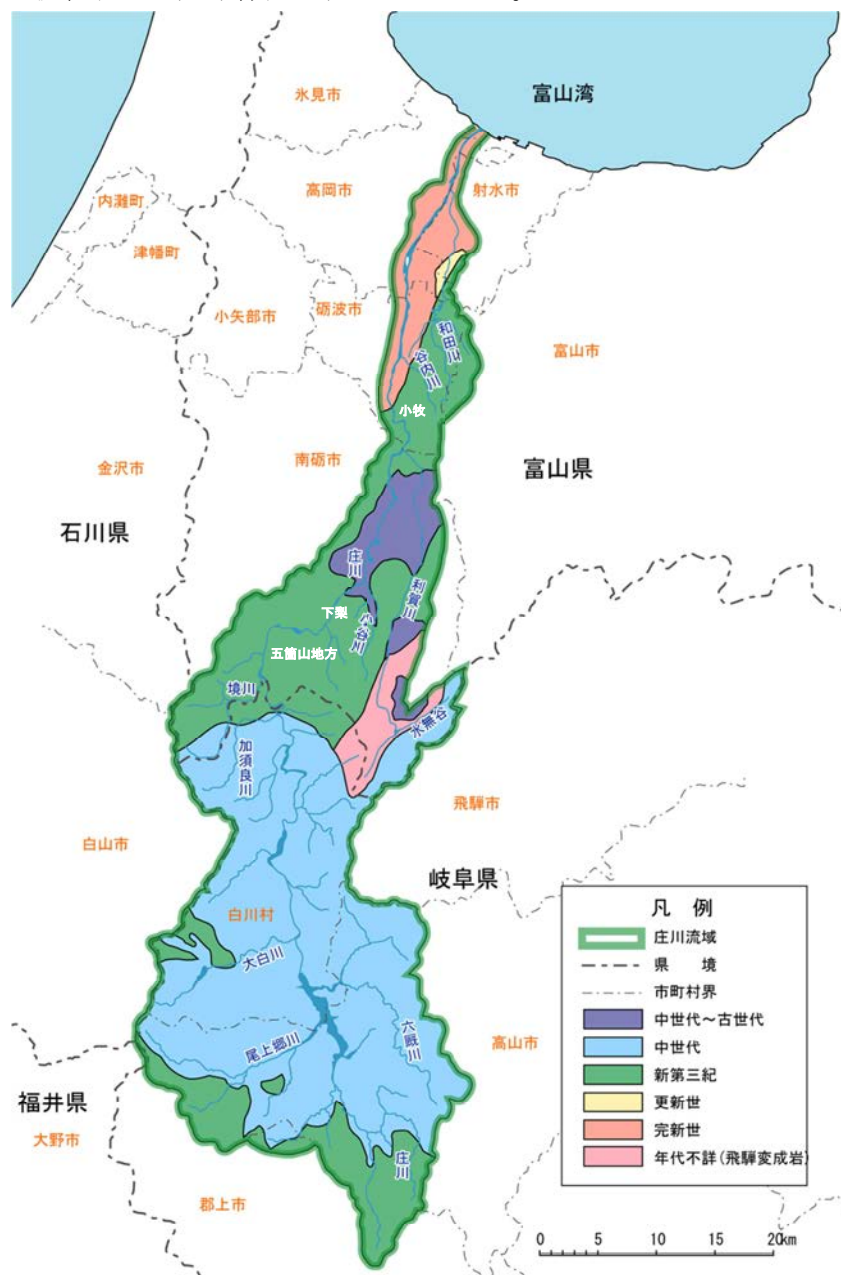 富山湾
氷見市
高岡市
射水市
内灘町
津幡町
小矢部市
砺波市
和田川
谷内川
富山市
小牧
金沢市
南砺市
富山県
石川県
庄川
利賀川
下梨
小谷川
五箇山地方
境川
水無谷
加須良川
飛騨市
白山市
岐阜県
白川村
大白川
六厩川
尾上郷川
高山市
福井県
大野市
庄川
郡上市
凡 例
庄川流域
県 境
市町村界
中世代～古世代
中世代
新第三紀
更新世
完新世
年代不詳(飛騨変成岩)
0 5 10 15 20km